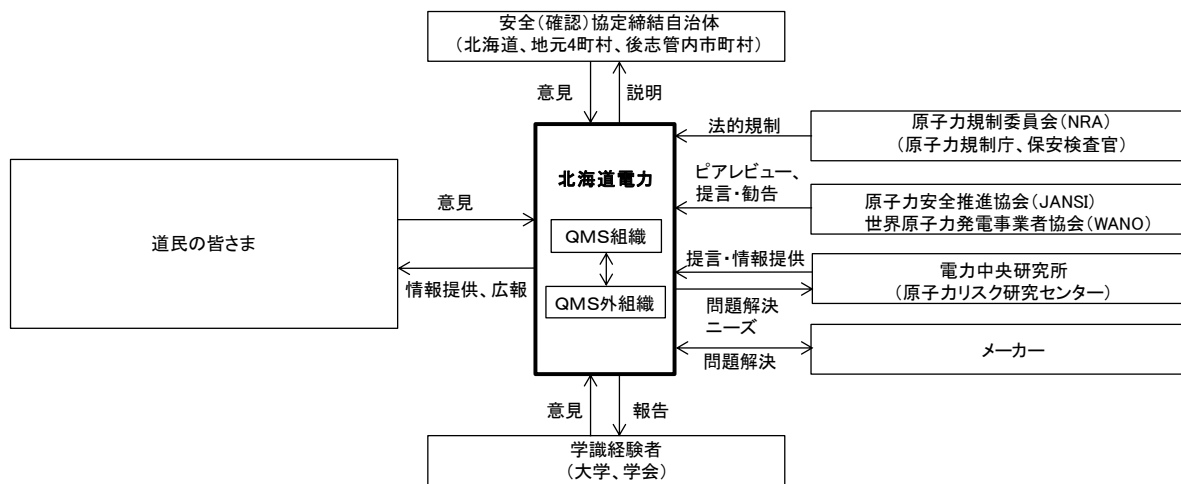 安全(確認)協定締結自治体
(北海道、地元4町村、後志管内市町村)
意見
説明
法的規制
原子力規制委員会(NRA)
(原子力規制庁、保安検査官)
北海道電力
ピアレビュー、
提言・勧告
原子力安全推進協会(JANSI)
世界原子力発電事業者協会(WANO)
道民の皆さま
意見
QMS組織
情報提供、広報
QMS外組織
提言・情報提供
電力中央研究所
(原子力リスク研究センター)
問題解決
ニーズ
問題解決
メーカー
意見
報告
学識経験者
(大学、学会)